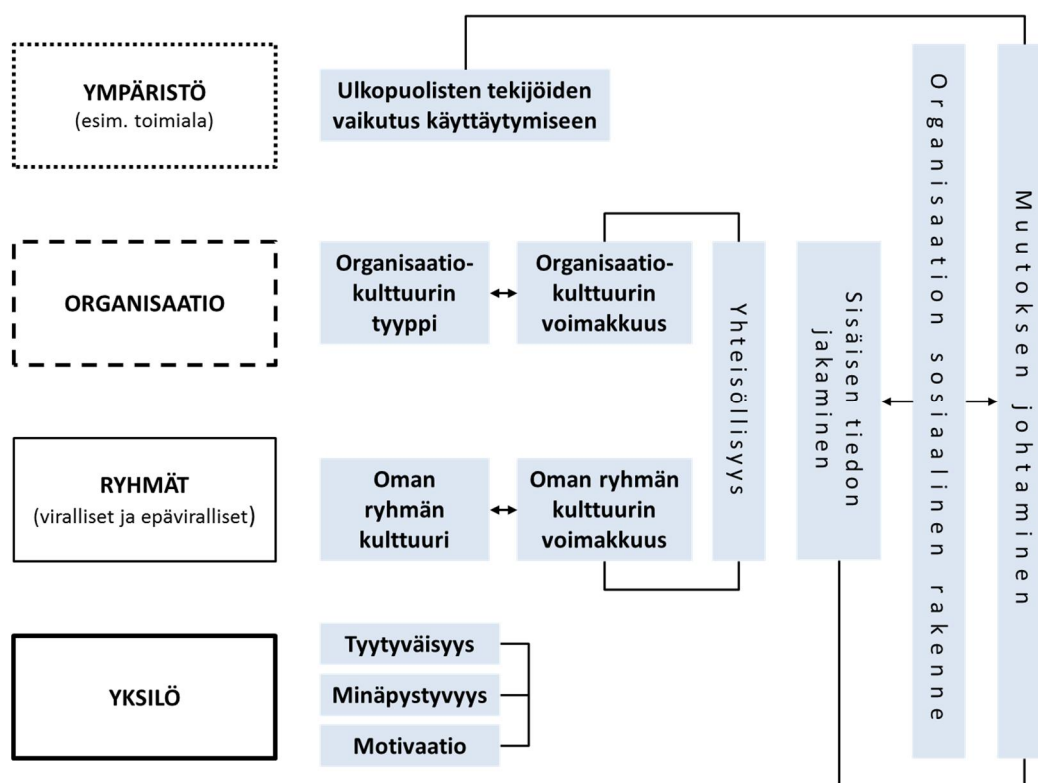 YMPÄRISTÖ
(esim. toimiala)
Ulkopuolisten tekijöiden
vaikutus käyttäytymiseen
ORGANISAATIO
Organisaatio-
kulttuurin
tyyppi
Organisaatio-
kulttuurin
voimakkuus
RYHMÄT
(viralliset ja epäviralliset)
Oman
ryhmän
kulttuuri
Oman ryhmän
kulttuurin
voimakkuus
YKSILÖ
Tyytyväisyys
Minäpystyvyys
Motivaatio
Yhteisöllisyys
Sisäisen tiedon
jakaminen
Organisaation sosiaalinen rakenne
Muutoksen johtaminen